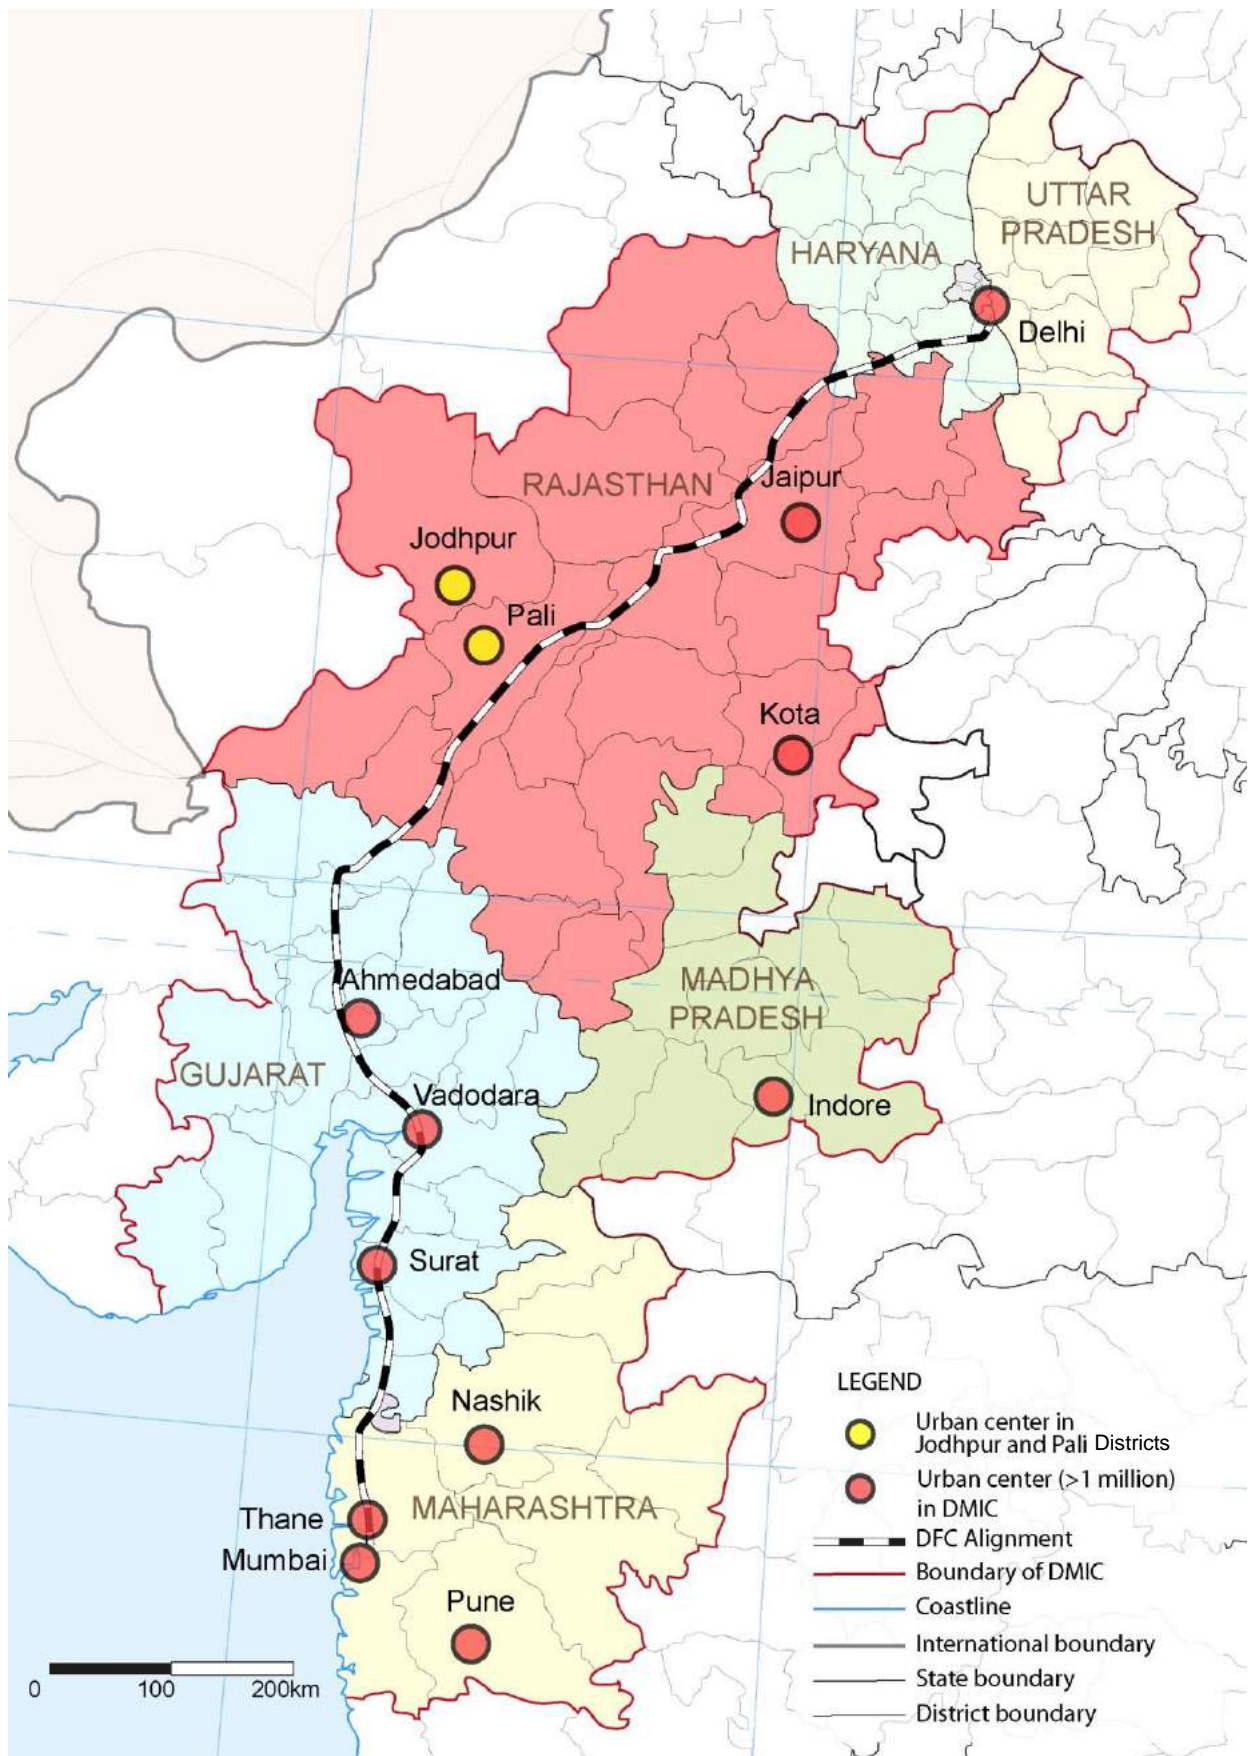 UTTAR
PRADESH
HARYANA
Delhi
RAJASTHAN
Jaipur
Jodhpur
Pali
Kota
Ahmedabad
MADHYA
PRADESH
GUJARAT
Vadodara
Indore
Surat
Nashik
Thane
MAHARASHTRA
Mumbai
Pune
0 100 200km
LEGEND
Urban center in
Jodhpur and Pali Districts
Urban center (>1 million)
in DMIC
DFC Alignment
Boundary of DMIC
Coastline
International boundary
State boundary
District boundary